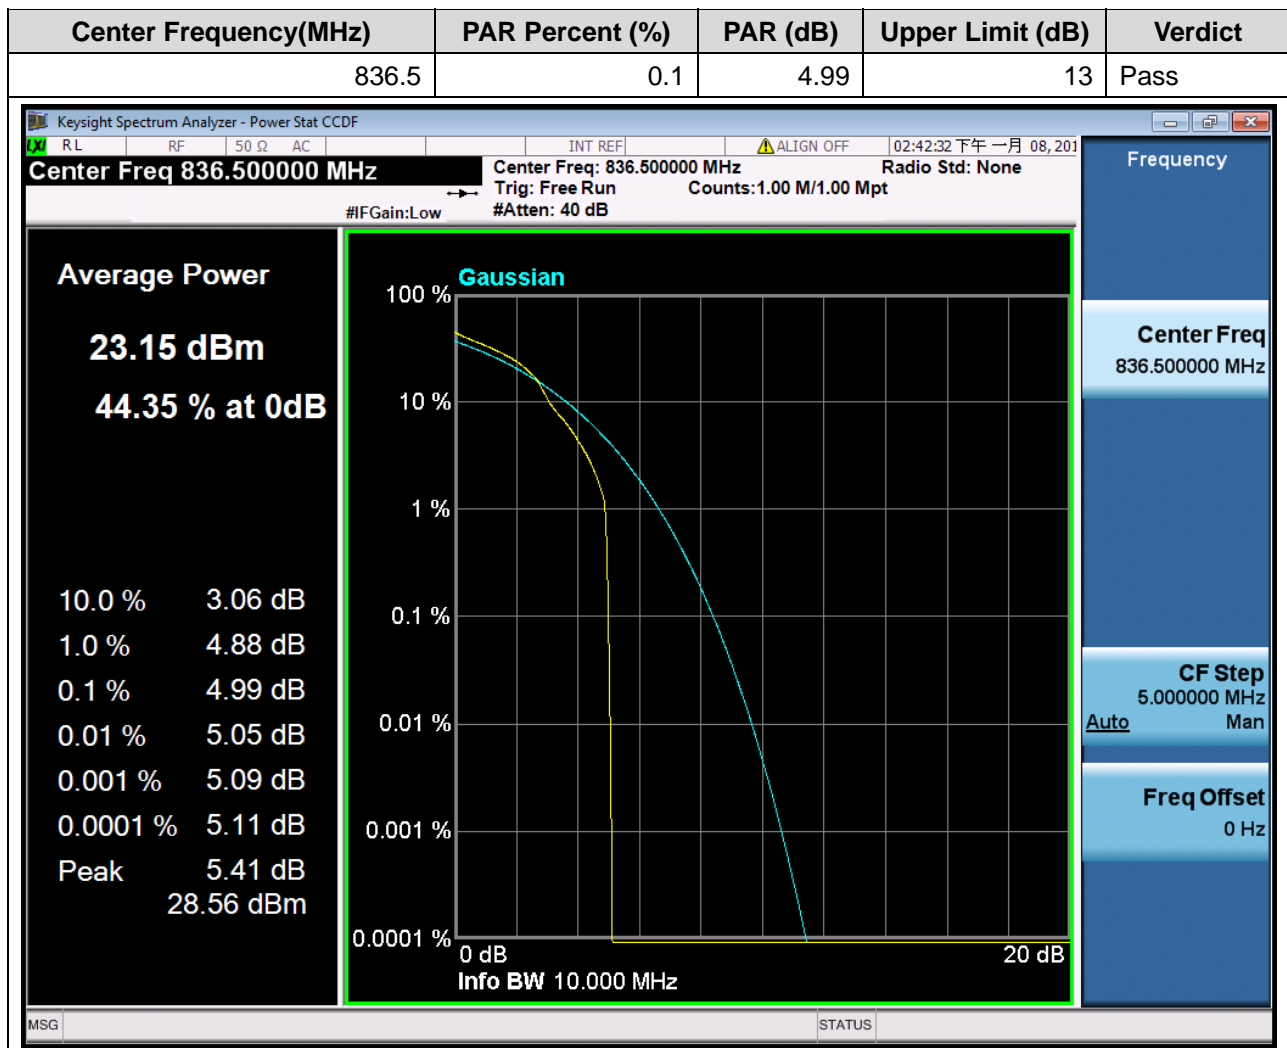 Center Frequency(MHz) PAR Percent (%) PAR (dB) Upper Limit (dB) Verdict
836.5 0.1 4.99 13 Pass
Keysight Spectrum Analyzer - Power Stat CCDF
LXI RL RF 50 Ω AC INT REF ALIGN OFF 02:42:32 下午 一月 08, 201
Center Freq 836.500000 MHz
Center Freq: 836.500000 MHz Radio Std: None
Trig: Free Run Counts:1.00 M/1.00 Mpt
#IFGain:Low #Atten: 40 dB
Average Power
23.15 dBm
44.35 % at 0dB
10.0 % 3.06 dB
1.0 % 4.88 dB
0.1 % 4.99 dB
0.01 % 5.05 dB
0.001 % 5.09 dB
0.0001 % 5.11 dB
Peak 5.41 dB
28.56 dBm
Gaussian
100 %
10 %
1 %
0.1 %
0.01 %
0.001 %
0.0001 %
0 dB 20 dB
Info BW 10.000 MHz
Frequency
Center Freq
836.500000 MHz
CF Step
5.000000 MHz
Auto Man
Freq Offset
0 Hz
MSG STATUS